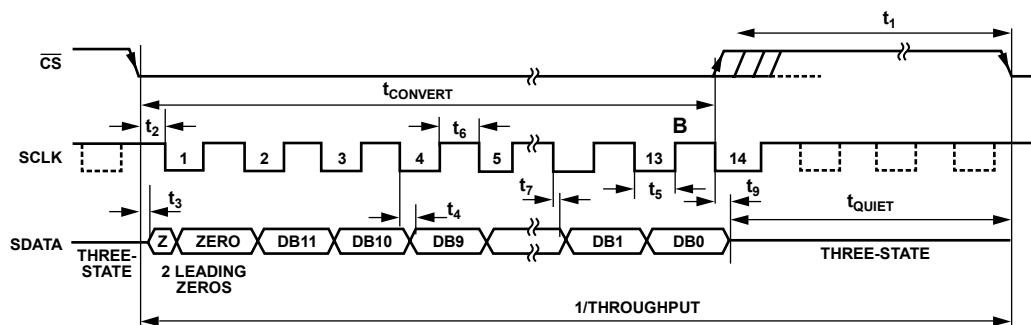 t1
CS
tCONVERT
t2
t6
B
SCLK
1
2
3
4
5
13
14
t3
t4
t7
t5
t9
tQUIET
SDATA
Z
ZERO
DB11
DB10
DB9
DB1
DB0
THREE-
STATE
2 LEADING
ZEROS
THREE-STATE
1/THROUGHPUT